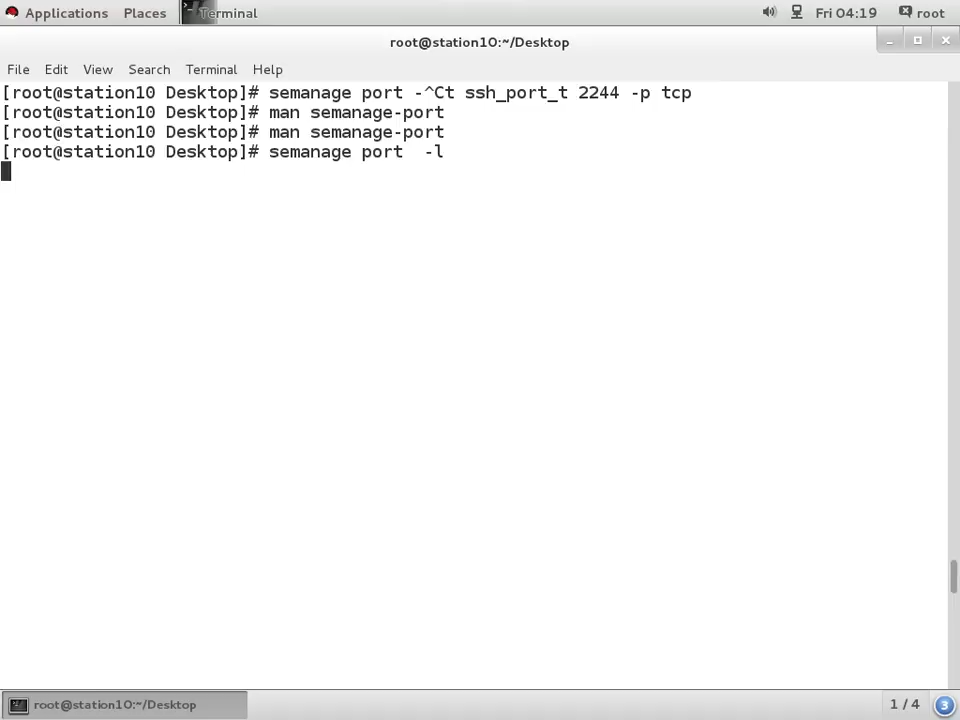 Applications Places Terminal Fri 04:19 root
root@station10:~/Desktop
File Edit View Search Terminal Help
[root@station10 Desktop]# semanage port -^Ct ssh_port_t 2244 -p tcp
[root@station10 Desktop]# man semanage-port
[root@station10 Desktop]# man semanage-port
[root@station10 Desktop]# semanage port  -l
root@station10:~/Desktop 1 / 4 3